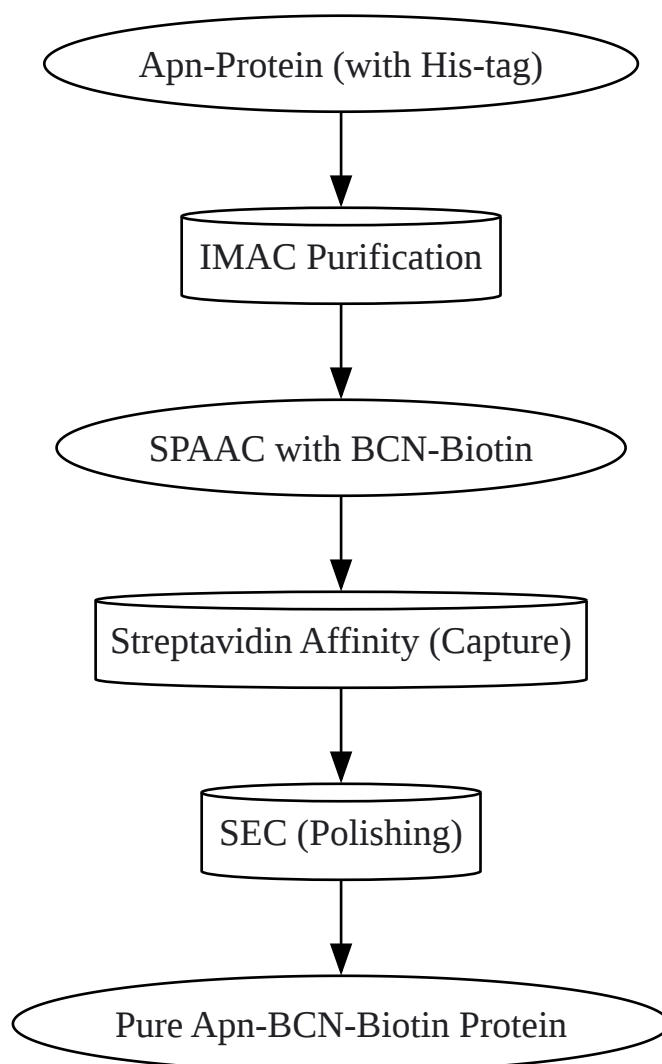 Apn-Protein (with His-tag)
IMAC Purification
SPAAC with BCN-Biotin
Streptavidin Affinity (Capture)
SEC (Polishing)
Pure Apn-BCN-Biotin Protein